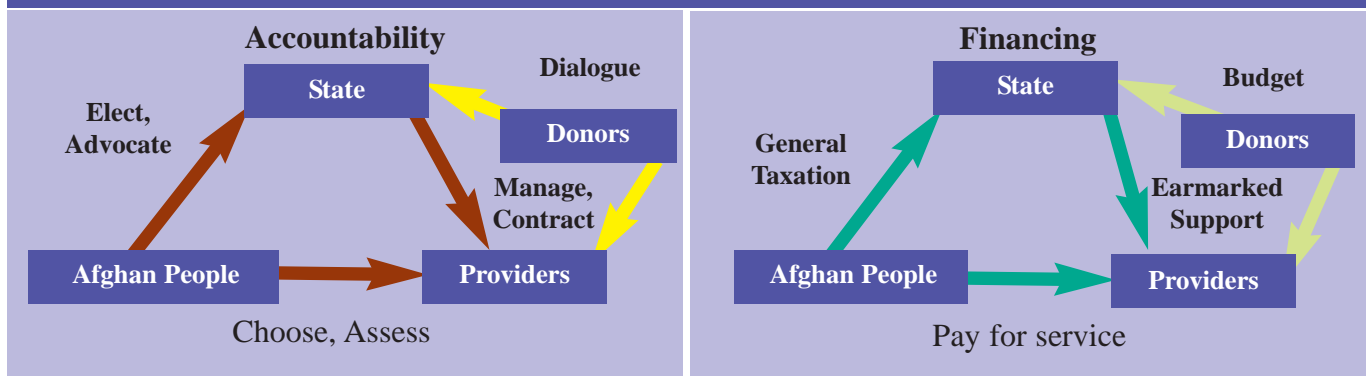 Accountability
State
Dialogue
Elect,
Advocate
Donors
Manage,
Contract
Afghan People
Providers
Choose, Assess
Financing
State
Budget
General
Taxation
Donors
Earmarked
Support
Afghan People
Providers
Pay for service